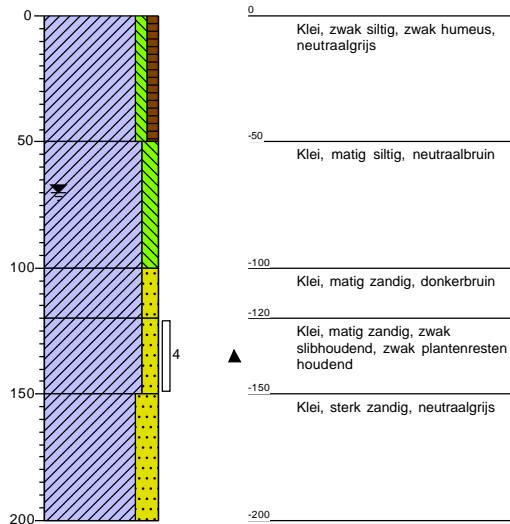 0
50
100
150
200
4
0
Klei, zwak siltig, zwak humeus,
neutraalgrijs
-50
Klei, matig siltig, neutraalbruin
-100
Klei, matig zandig, donkerbruin
-120
Klei, matig zandig, zwak
slibhoudend, zwak plantenresten
houdend
-150
Klei, sterk zandig, neutraalgrijs
-200